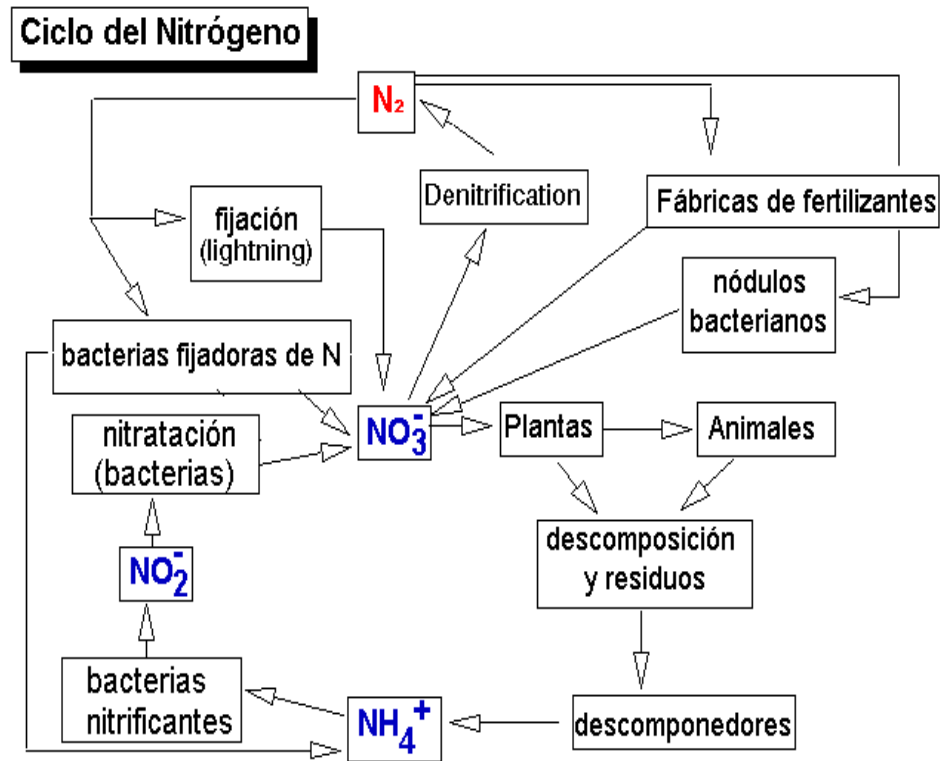 Ciclo del Nitrógeno
N₂
Denitrification
fijación
(lightning)
Fábricas de fertilizantes
nódulos
bacterianos
bacterias fijadoras de N
nitratación
(bacterias)
NO₃⁻
Plantas
Animales
descomposición
y residuos
NO₂⁻
bacterias
nitrificantes
NH₄⁺
descomponedores